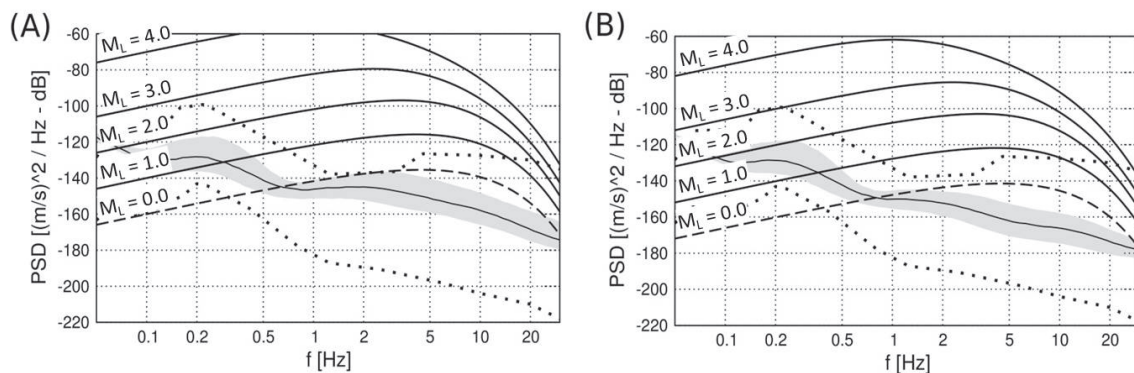 (A)
-60
-80
-100
-120
-140
-160
-180
-200
-220
PSD [(m/s)^2 / Hz - dB]
M_L = 4.0
M_L = 3.0
M_L = 2.0
M_L = 1.0
M_L = 0.0
0.1 0.2 0.5 1 2 5 10 20
f [Hz]
(B)
-60
-80
-100
-120
-140
-160
-180
-200
-220
PSD [(m/s)^2 / Hz - dB]
M_L = 4.0
M_L = 3.0
M_L = 2.0
M_L = 1.0
M_L = 0.0
0.1 0.2 0.5 1 2 5 10 20
f [Hz]